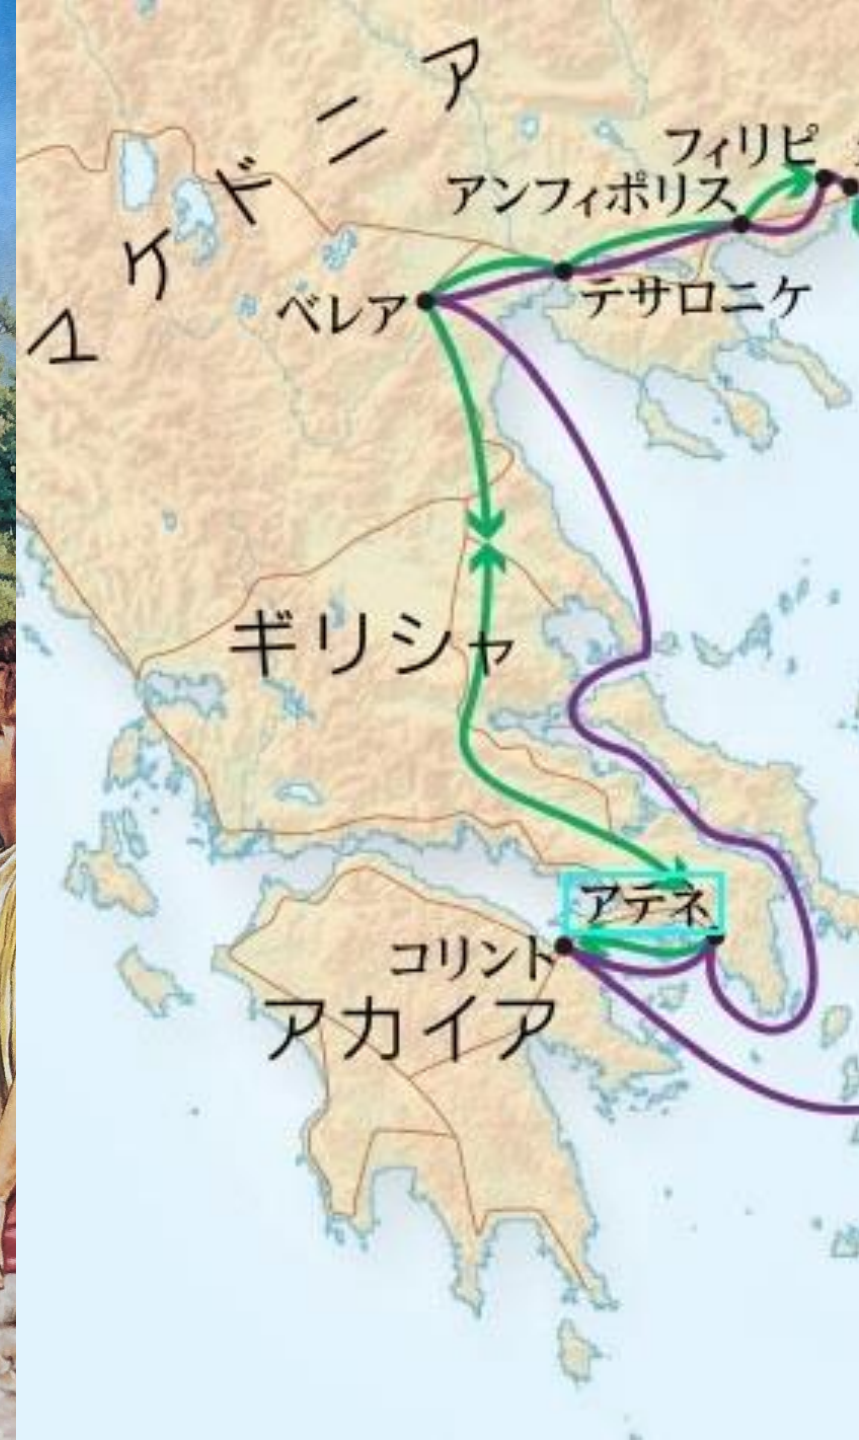 マケドニア
フィリピ
アンフィポリス
テサロニケ
ベレア
ギリシャ
アテネ
コリント
アカイア